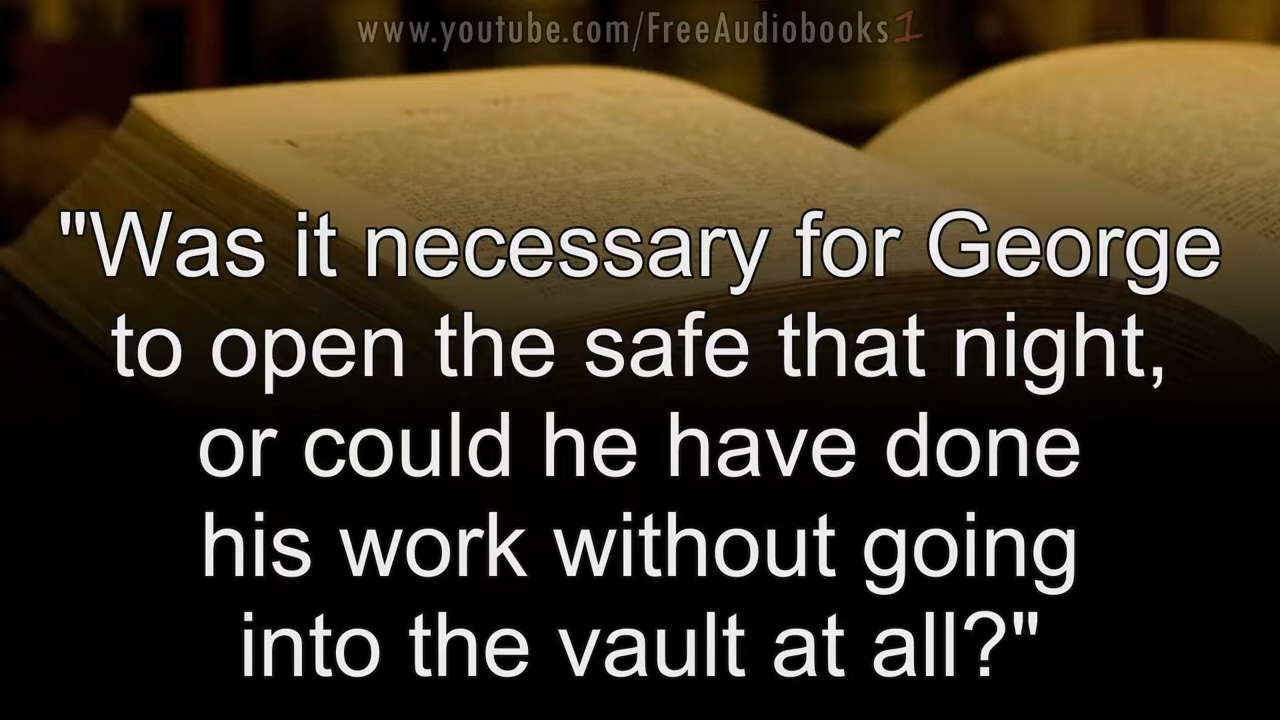 www.youtube.com/FreeAudiobooks1
"Was it necessary for George
to open the safe that night,
or could he have done
his work without going
into the vault at all?"